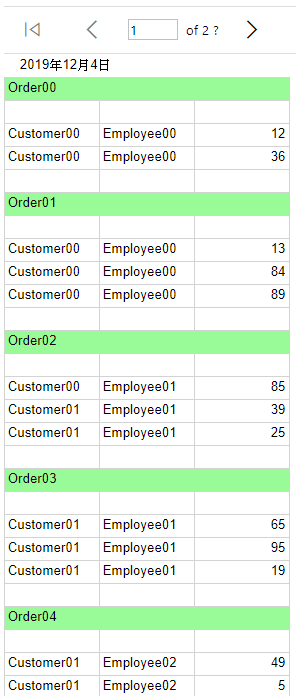 1 of 2 ?
2019年12月4日
Order00
Customer00 Employee00 12
Customer00 Employee00 36
Order01
Customer00 Employee00 13
Customer00 Employee00 84
Customer00 Employee00 89
Order02
Customer00 Employee01 85
Customer01 Employee01 39
Customer01 Employee01 25
Order03
Customer01 Employee01 65
Customer01 Employee01 95
Customer01 Employee01 19
Order04
Customer01 Employee02 49
Customer01 Employee02 5